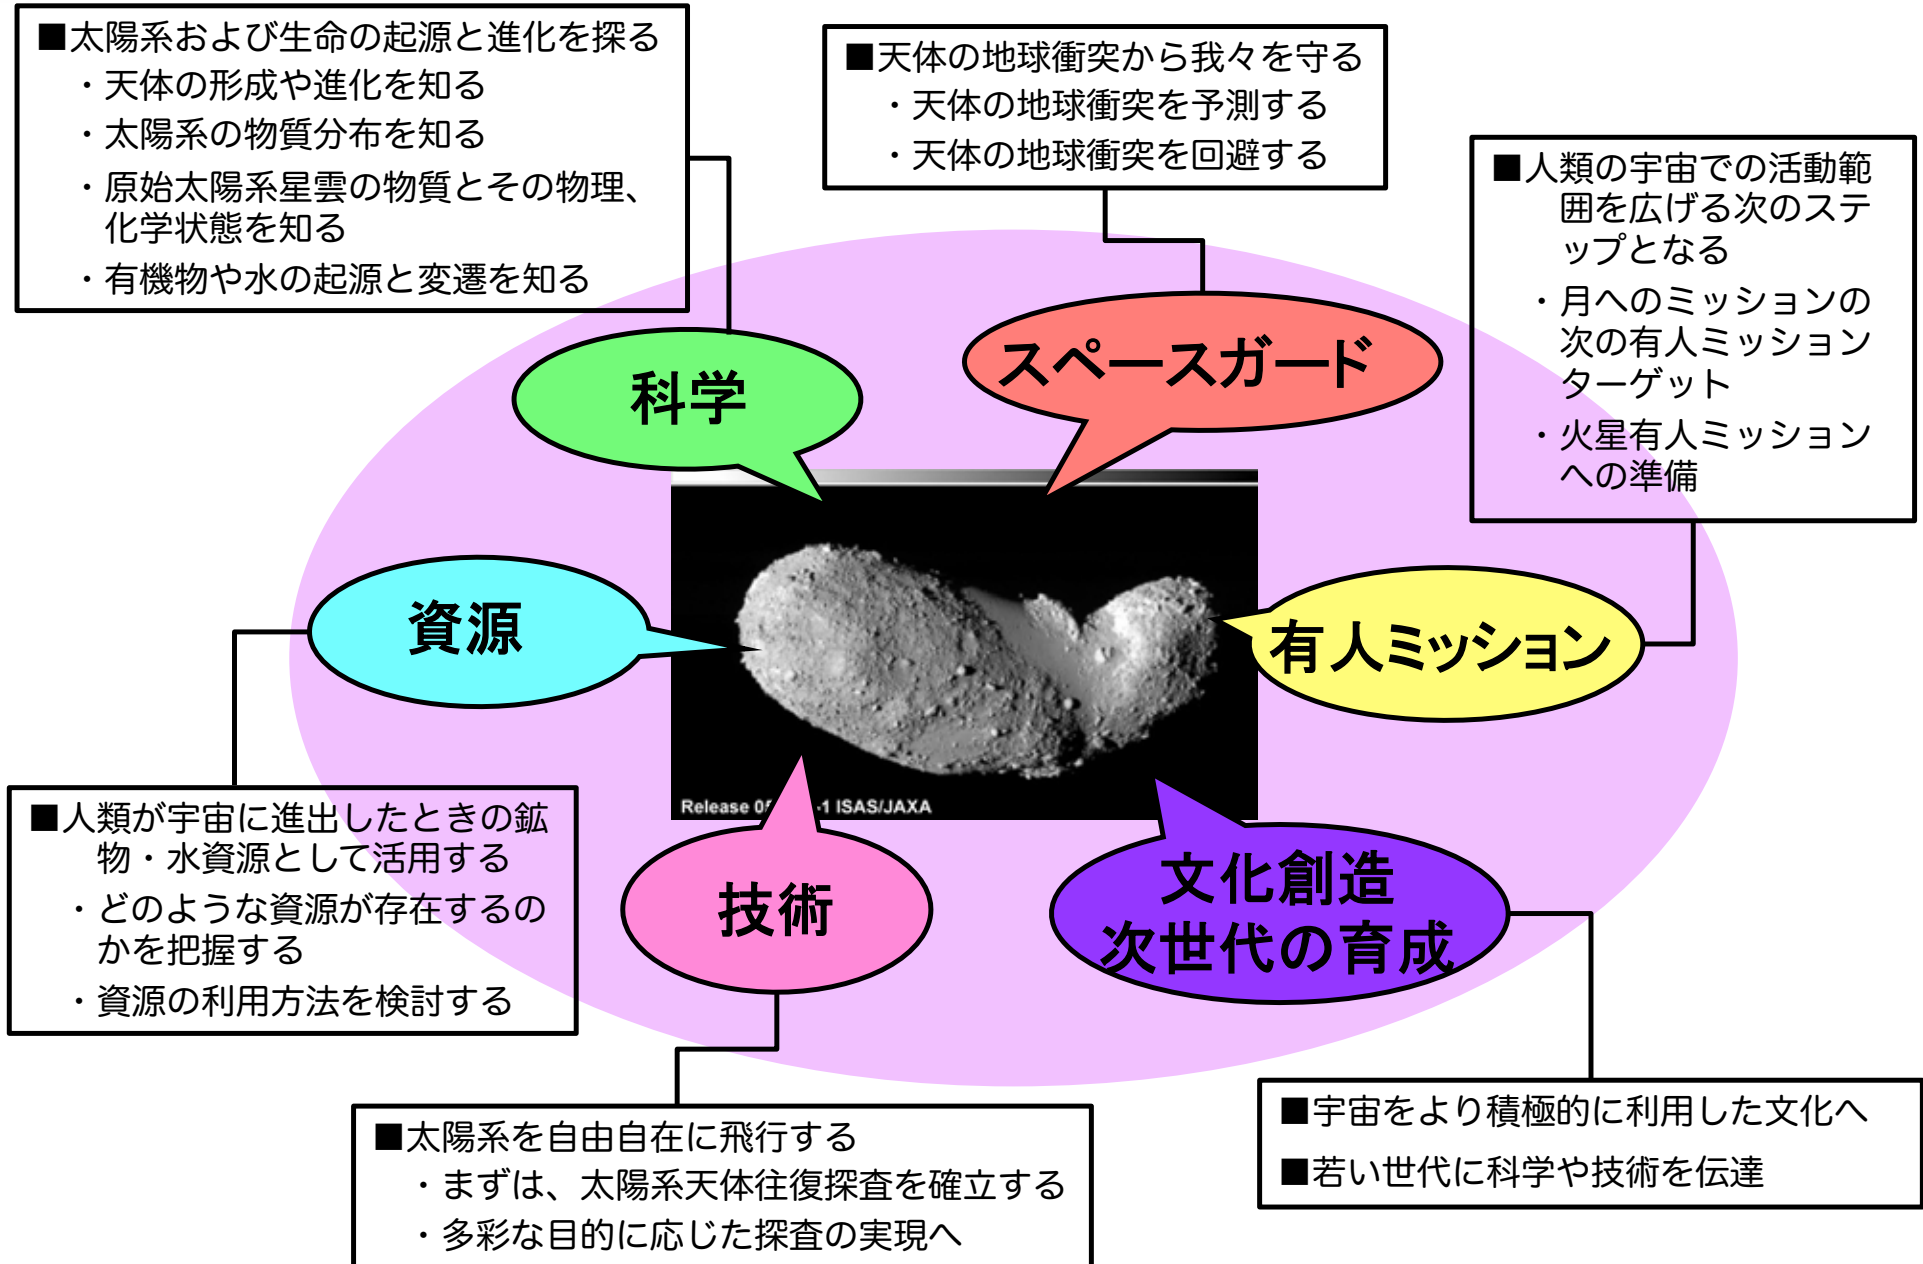 ■太陽系および生命の起源と進化を探る
・天体の形成や進化を知る
・太陽系の物質分布を知る
・原始太陽系星雲の物質とその物理、
化学状態を知る
・有機物や水の起源と変遷を知る
■天体の地球衝突から我々を守る
・天体の地球衝突を予測する
・天体の地球衝突を回避する
■人類の宇宙での活動範
囲を広げる次のステ
ップとなる
・月へのミッションの
次の有人ミッション
ターゲット
・火星有人ミッション
への準備
科学
スペースガード
資源
有人ミッション
Release 05 -1 ISAS/JAXA
技術
文化創造
次世代の育成
■人類が宇宙に進出したときの鉱
物・水資源として活用する
・どのような資源が存在するの
かを把握する
・資源の利用方法を検討する
■太陽系を自由自在に飛行する
・まずは、太陽系天体往復探査を確立する
・多彩な目的に応じた探査の実現へ
■宇宙をより積極的に利用した文化へ
■若い世代に科学や技術を伝達